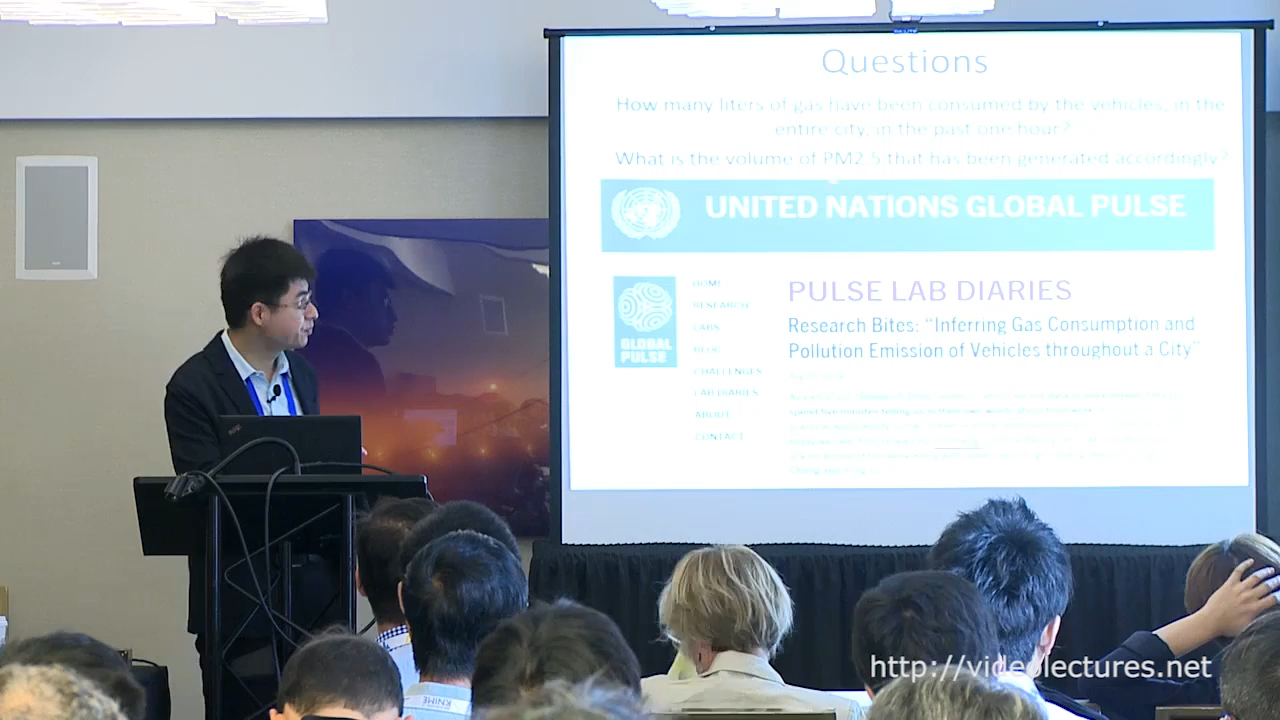 Questions
How many liters of gas have been consumed by the vehicles, in the
entire city, in the past one hour?
What is the volume of PM2.5 that has been generated accordingly?
UNITED NATIONS GLOBAL PULSE
HOME
RESEARCH
LABS
BLOG
CHALLENGES
LAB DIARIES
ABOUT
CONTACT
GLOBAL
PULSE
PULSE LAB DIARIES
Research Bites: “Inferring Gas Consumption and
Pollution Emission of Vehicles throughout a City”
KNIME
http://videolectures.net